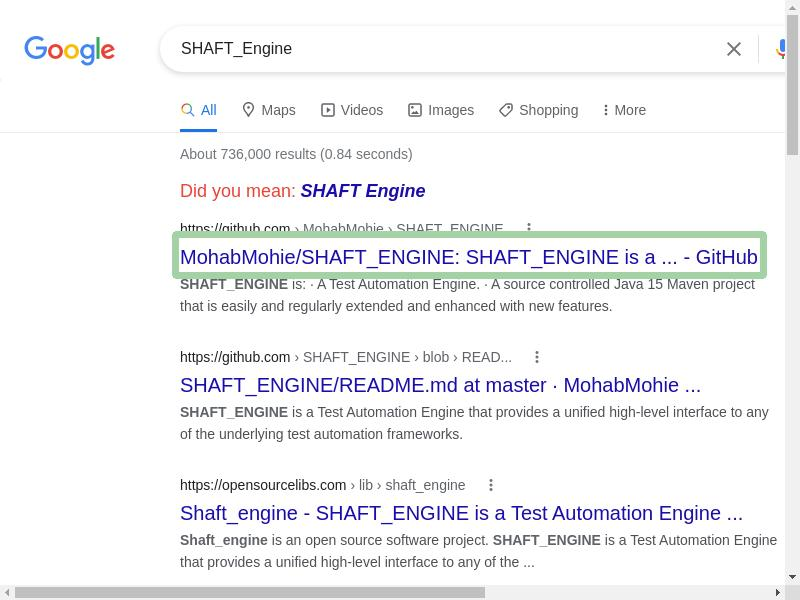 Google
SHAFT_Engine
All Maps Videos Images Shopping More
About 736,000 results (0.84 seconds)
Did you mean: SHAFT Engine
https://github.com › MohabMohie › SHAFT_ENGINE
MohabMohie/SHAFT_ENGINE: SHAFT_ENGINE is a ... - GitHub
SHAFT_ENGINE is: · A Test Automation Engine. · A source controlled Java 15 Maven project
that is easily and regularly extended and enhanced with new features.
https://github.com › SHAFT_ENGINE › blob › READ...
SHAFT_ENGINE/README.md at master · MohabMohie ...
SHAFT_ENGINE is a Test Automation Engine that provides a unified high-level interface to any
of the underlying test automation frameworks.
https://opensourcelibs.com › lib › shaft_engine
Shaft_engine - SHAFT_ENGINE is a Test Automation Engine ...
Shaft_engine is an open source software project. SHAFT_ENGINE is a Test Automation Engine
that provides a unified high-level interface to any of the ...